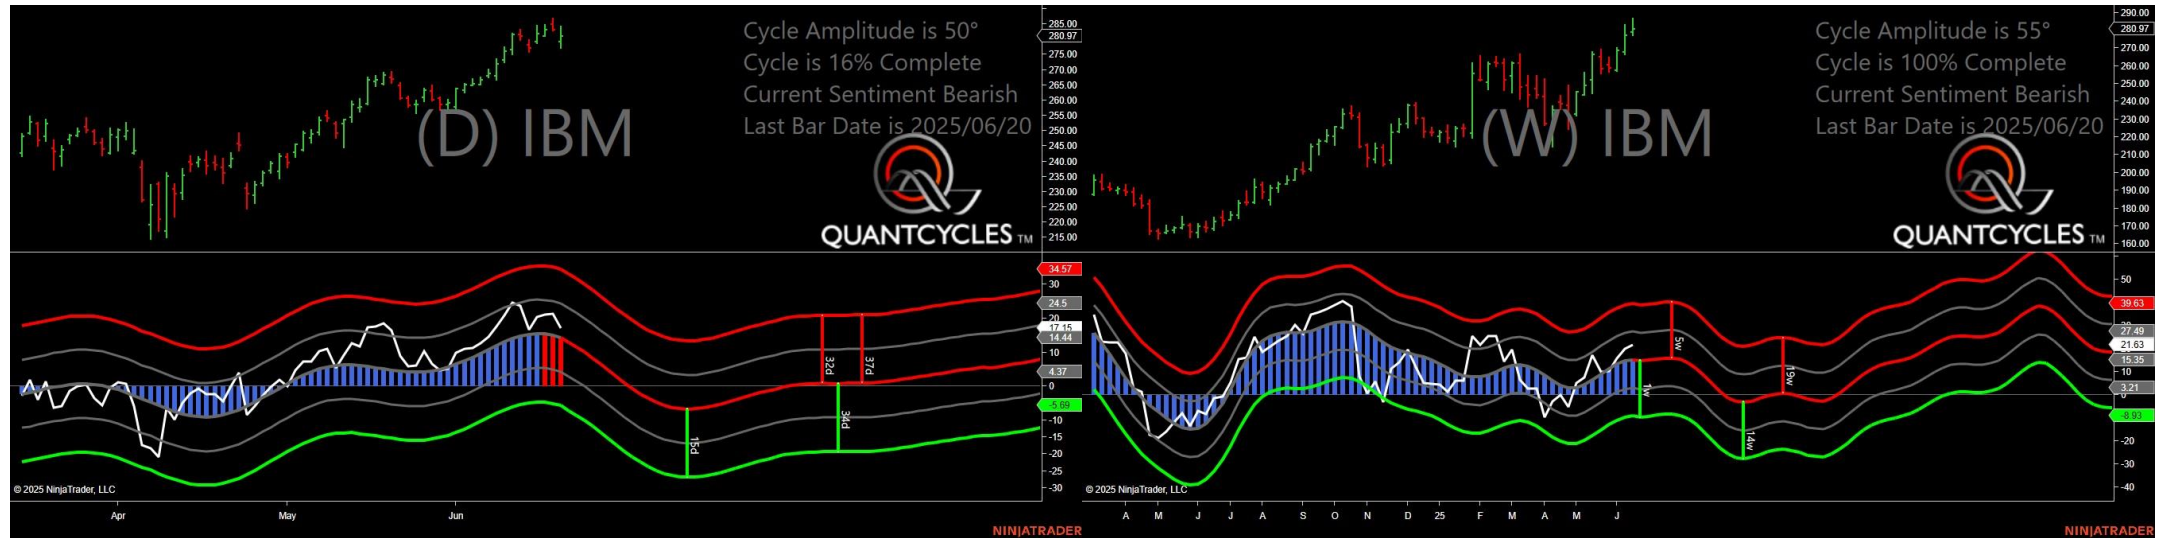 Cycle Amplitude is 50°
Cycle is 16% Complete
Current Sentiment Bearish
Last Bar Date is 2025/06/20
(D) IBM
QUANTCYCLES TM
285.00
280.97
275.00
270.00
265.00
260.00
255.00
250.00
245.00
240.00
235.00
230.00
225.00
220.00
215.00
34.57
30
24.5
20
17.15
14.44
10
4.37
0
-5.69
-10
-15
-20
-25
-30
32d
37d
34d
15d
© 2025 NinjaTrader, LLC
Apr
May
Jun
NINJATRADER
Cycle Amplitude is 55°
Cycle is 100% Complete
Current Sentiment Bearish
Last Bar Date is 2025/06/20
(W) IBM
QUANTCYCLES TM
290.00
280.97
270.00
260.00
250.00
240.00
230.00
220.00
210.00
200.00
190.00
180.00
170.00
160.00
50
39.63
27.49
21.63
15.35
10
3.21
0
-8.93
-20
-30
-40
5w
1w
19w
14w
© 2025 NinjaTrader, LLC
A M J J A S O N D 25 F M A M J
NINJATRADER